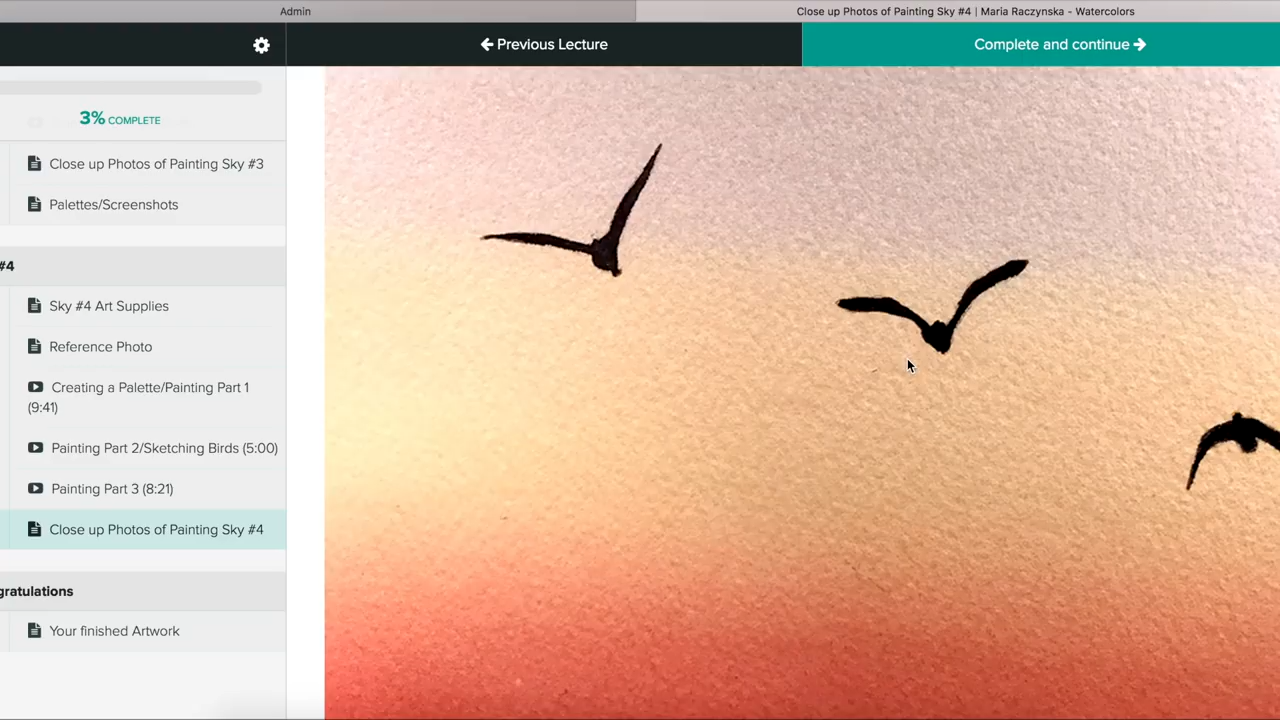 Admin
Close up Photos of Painting Sky #4 | Maria Raczynska - Watercolors
Previous Lecture
Complete and continue
3% COMPLETE
Close up Photos of Painting Sky #3
Palettes/Screenshots
#4
Sky #4 Art Supplies
Reference Photo
Creating a Palette/Painting Part 1
(9:41)
Painting Part 2/Sketching Birds (5:00)
Painting Part 3 (8:21)
Close up Photos of Painting Sky #4
gratulations
Your finished Artwork